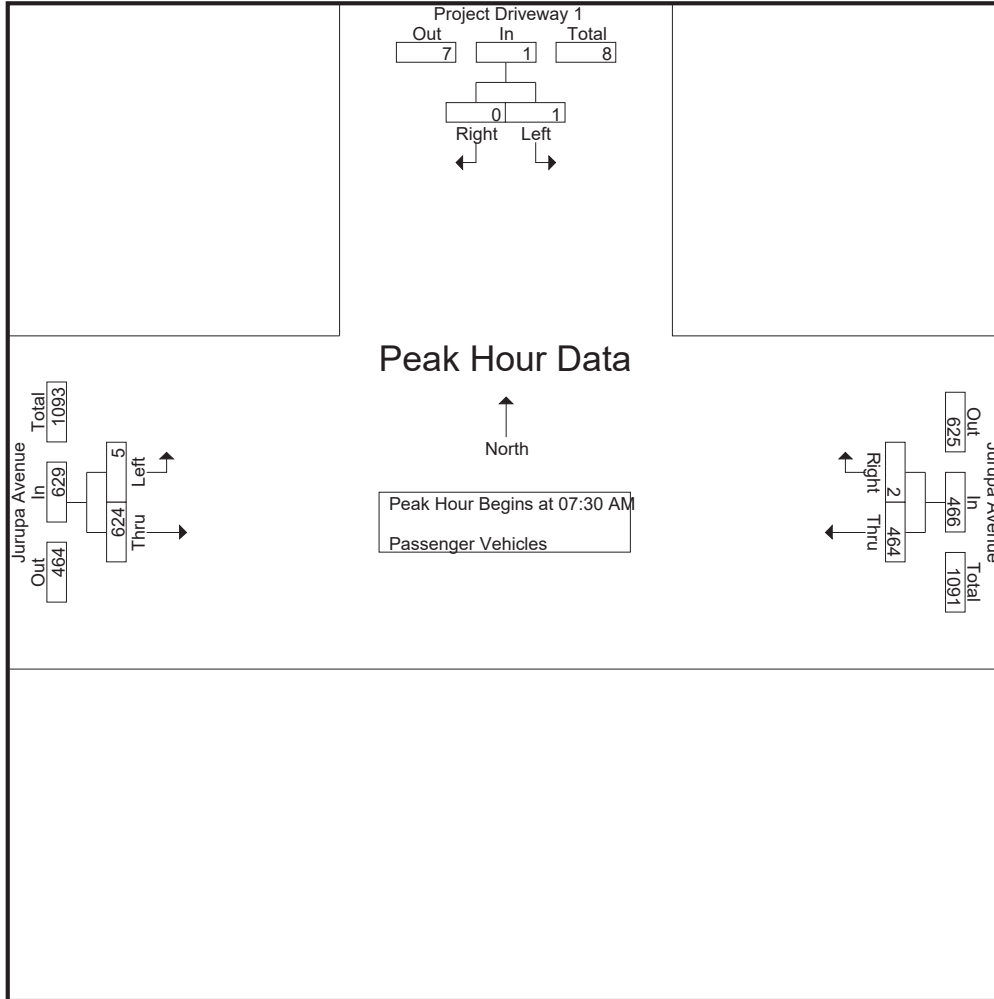 Project Driveway 1
Out In Total
7 1 8
0 1
Right Left
Peak Hour Data
North
Peak Hour Begins at 07:30 AM
Passenger Vehicles
Jurupa Avenue
Total In Out
1093 629 464
5 624
Left Thru
Jurupa Avenue
Out In Total
625 466 1091
2 464
Right Thru